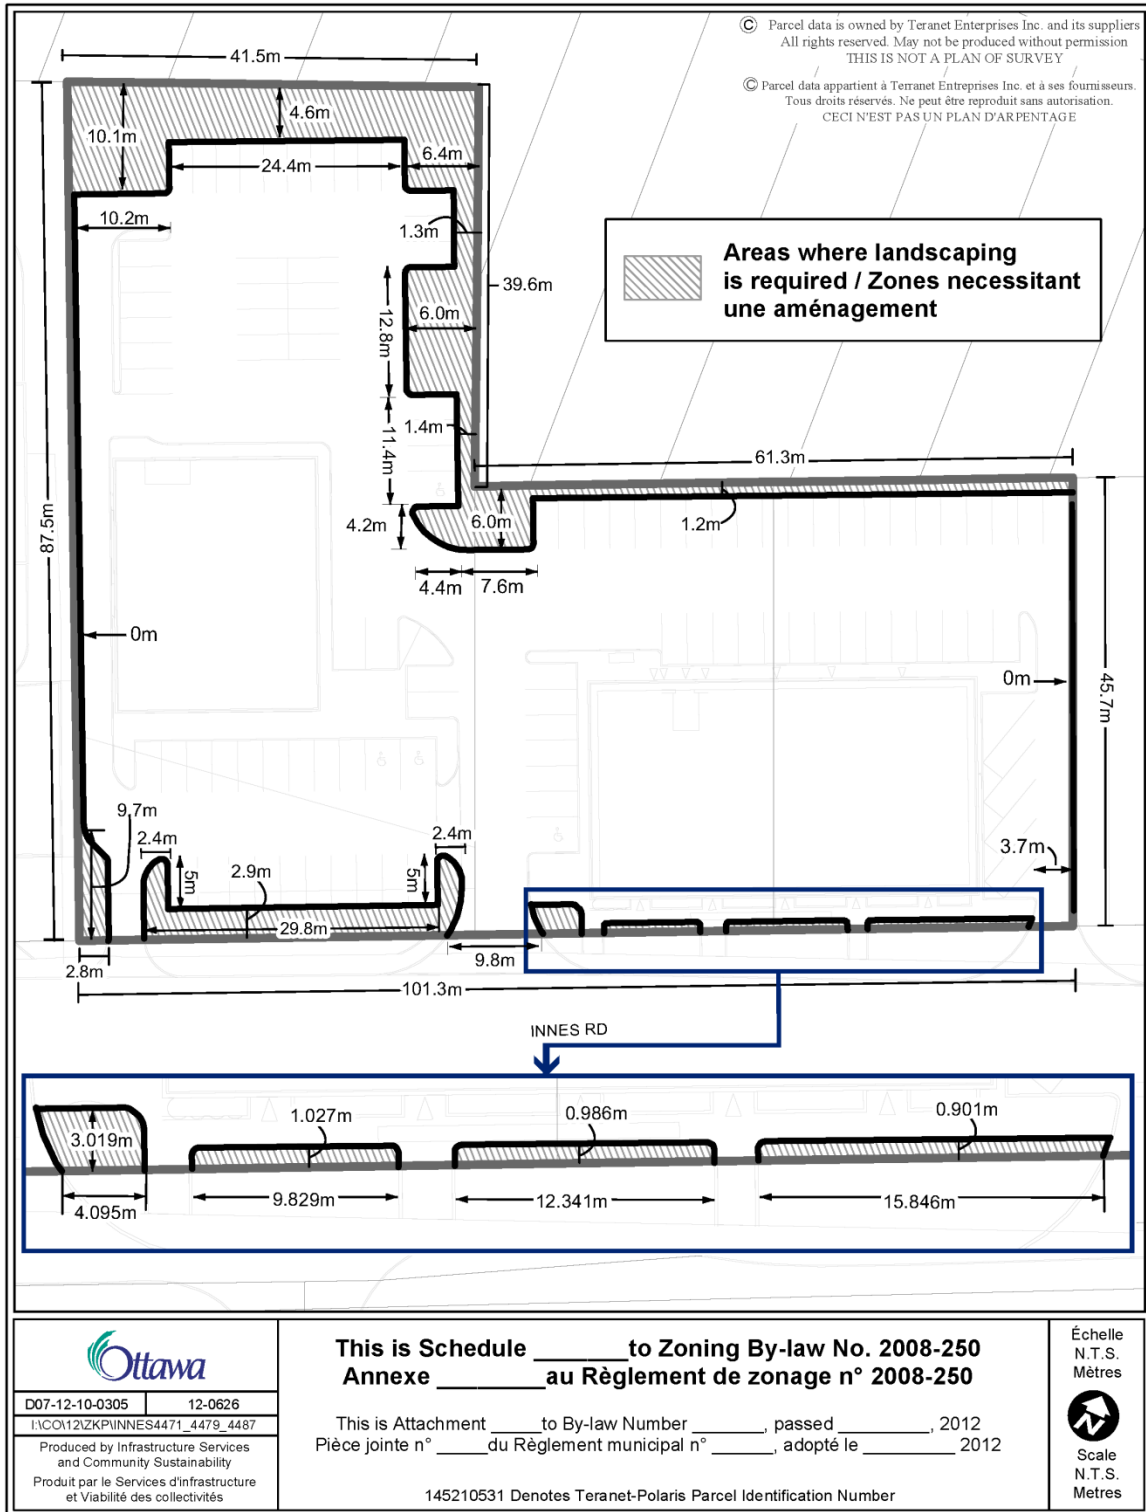 © Parcel data is owned by Teranet Enterprises Inc. and its suppliers
All rights reserved. May not be produced without permission
THIS IS NOT A PLAN OF SURVEY
© Parcel data appartient à Terranet Entreprises Inc. et à ses fournisseurs.
Tous droits réservés. Ne peut être reproduit sans autorisation.
CECI N'EST PAS UN PLAN D'ARPENTAGE
41.5m
10.1m
4.6m
24.4m
6.4m
10.2m
1.3m
39.6m
Areas where landscaping
is required / Zones necessitant
une aménagement
12.8m
6.0m
11.4m
1.4m
61.3m
87.5m
4.2m
6.0m
1.2m
4.4m
7.6m
0m
0m
45.7m
9.7m
2.4m
2.4m
5m
2.9m
5m
3.7m
29.8m
2.8m
9.8m
101.3m
INNES RD
3.019m
1.027m
0.986m
0.901m
4.095m
9.829m
12.341m
15.846m
Ottawa
D07-12-10-0305
12-0626
I:\CO\12\ZKP\INNES4471_4479_4487
Produced by Infrastructure Services
and Community Sustainability
Produit par le Services d'infrastructure
et Viabilité des collectivités
This is Schedule ______ to Zoning By-law No. 2008-250
Annexe _______ au Règlement de zonage n° 2008-250
This is Attachment _____ to By-law Number ________, passed _________, 2012
Pièce jointe n° _____ du Règlement municipal n° ______, adopté le _________ 2012
145210531 Denotes Teranet-Polaris Parcel Identification Number
Échelle
N.T.S.
Mètres
Scale
N.T.S.
Metres